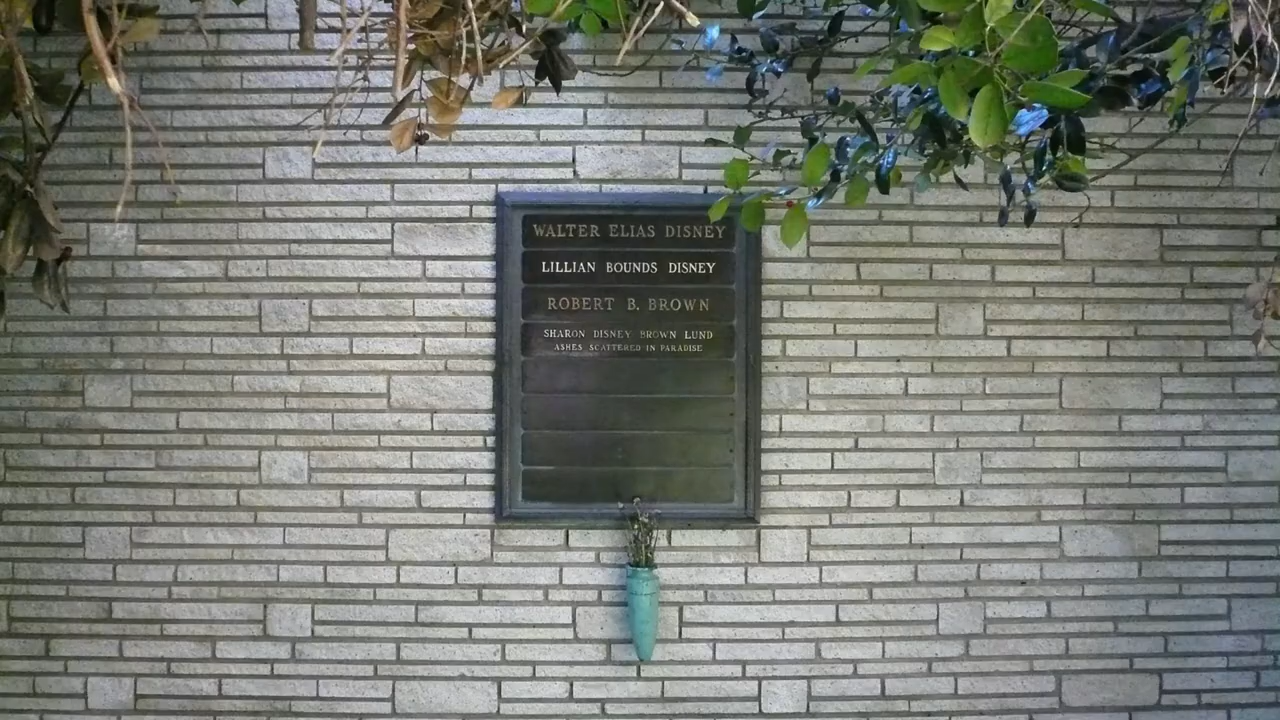 WALTER ELIAS DISNEY
LILLIAN BOUNDS DISNEY
ROBERT B. BROWN
SHARON DISNEY BROWN LUND
ASHES SCATTERED IN PARADISE